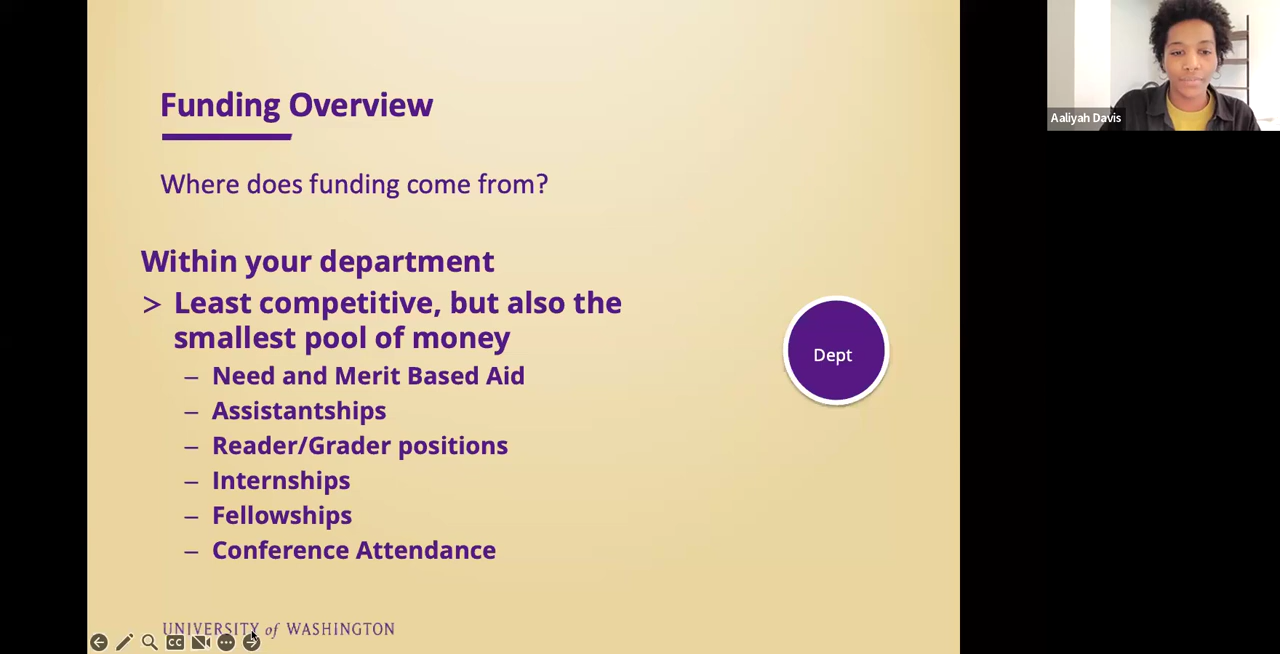 Funding Overview
Where does funding come from?
Within your department
> Least competitive, but also the
smallest pool of money
– Need and Merit Based Aid
– Assistantships
– Reader/Grader positions
– Internships
– Fellowships
– Conference Attendance
Dept
UNIVERSITY of WASHINGTON
CC
Aaliyah Davis